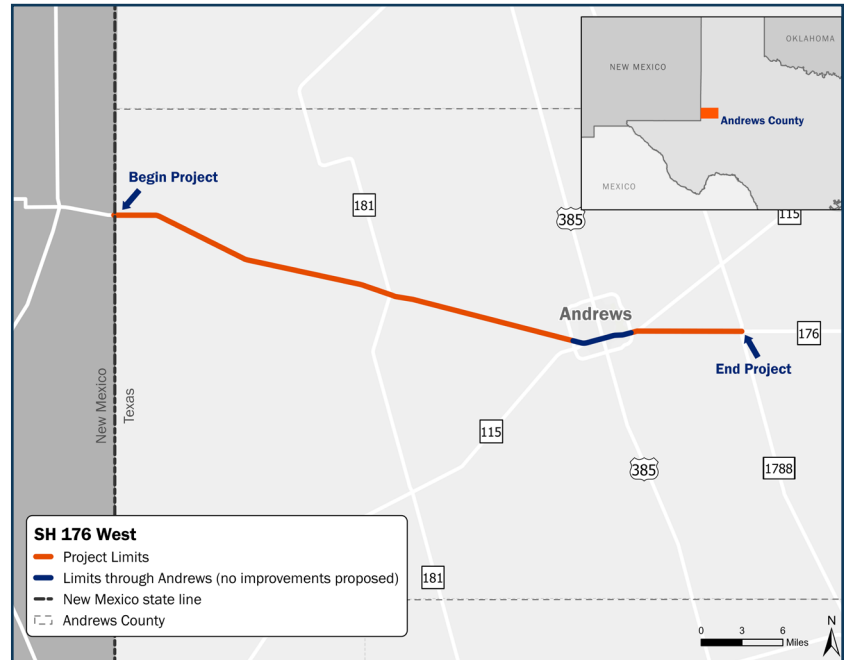 OKLAHOMA
NEW MEXICO
Andrews County
MEXICO
Begin Project
181
385
115
Andrews
176
End Project
New Mexico
Texas
115
385
1788
SH 176 West
Project Limits
Limits through Andrews (no improvements proposed)
New Mexico state line
Andrews County
181
0 3 6
Miles
N